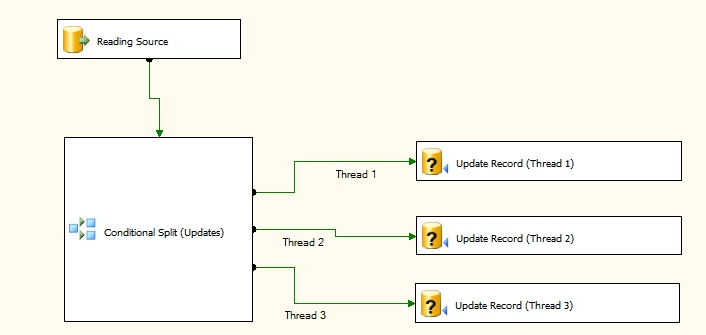 Reading Source
Thread 1
Update Record (Thread 1)
Conditional Split (Updates)
Thread 2
Update Record (Thread 2)
Thread 3
Update Record (Thread 3)